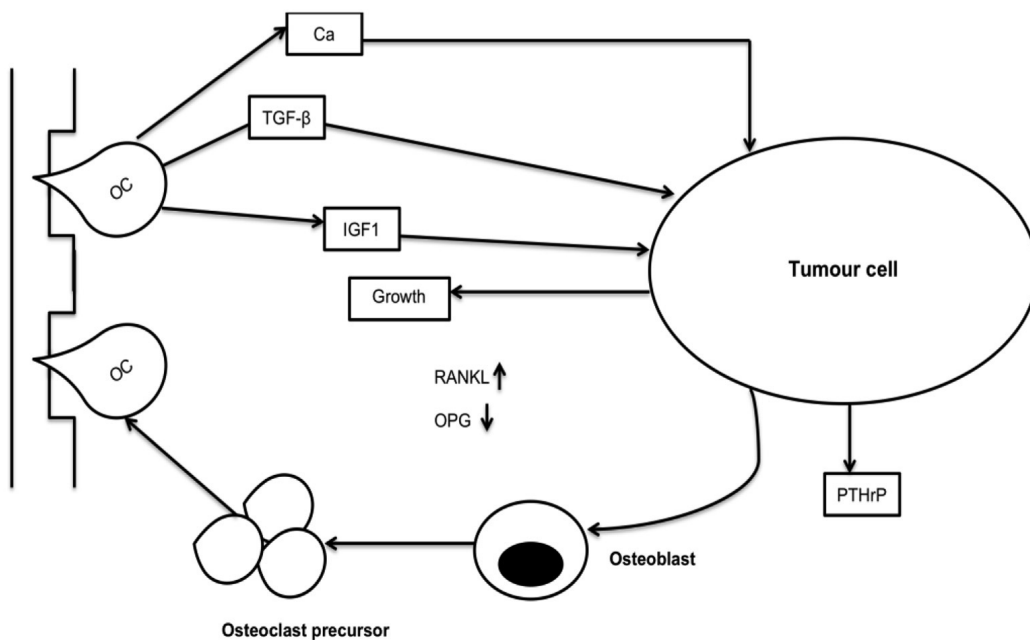 Ca
TGF-β
OC
IGF1
Tumour cell
Growth
OC
RANKL
OPG
PTHrP
Osteoblast
Osteoclast precursor